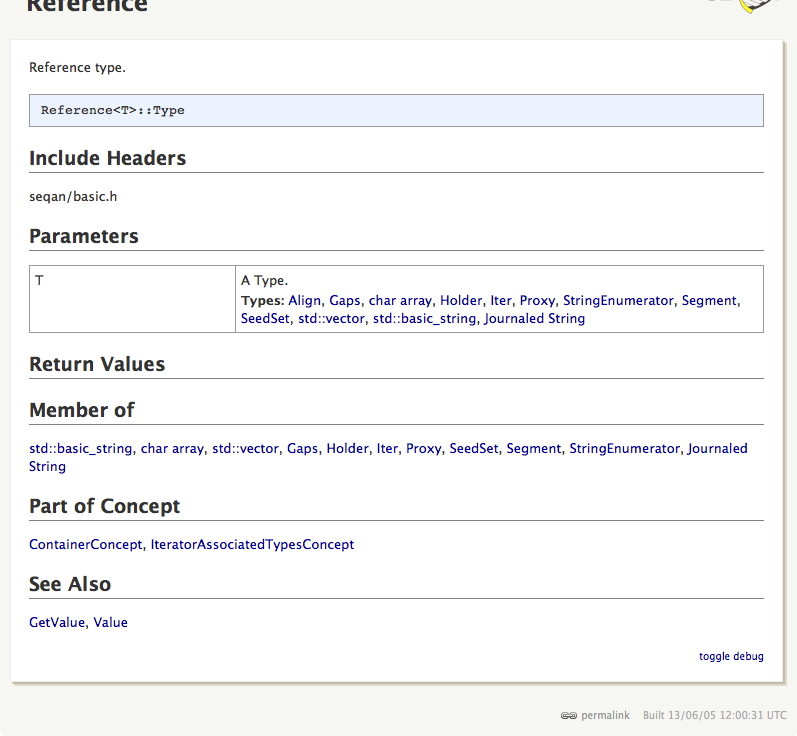 Reference
Reference type.
Reference<T>::Type
Include Headers
seqan/basic.h
Parameters
T
A Type.
Types: Align, Gaps, char array, Holder, Iter, Proxy, StringEnumerator, Segment,
SeedSet, std::vector, std::basic_string, Journaled String
Return Values
Member of
std::basic_string, char array, std::vector, Gaps, Holder, Iter, Proxy, SeedSet, Segment, StringEnumerator, Journaled
String
Part of Concept
ContainerConcept, IteratorAssociatedTypesConcept
See Also
GetValue, Value
toggle debug
permalink Built 13/06/05 12:00:31 UTC